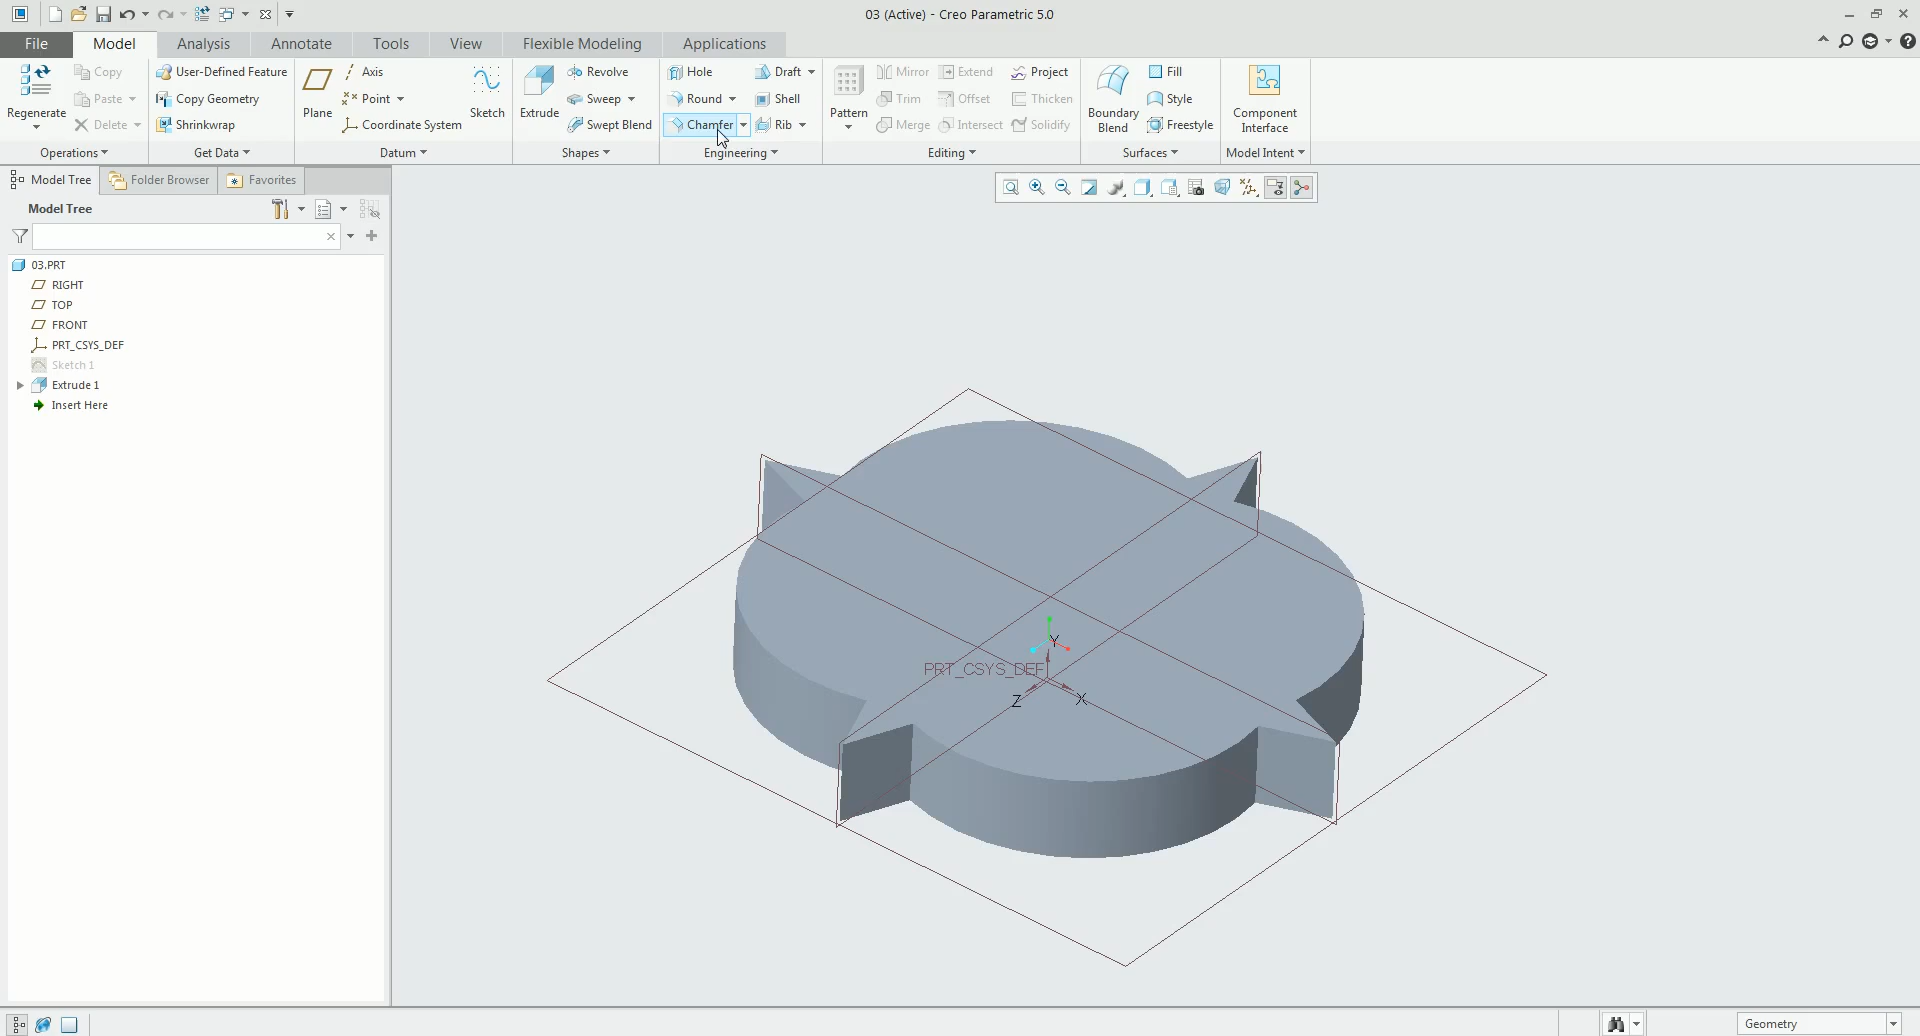 03 (Active) - Creo Parametric 5.0
File Model Analysis Annotate Tools View Flexible Modeling Applications
Regenerate
Copy
Paste
Delete
Operations
User-Defined Feature
Copy Geometry
Shrinkwrap
Get Data
Plane
Axis
Point
Coordinate System
Sketch
Datum
Extrude
Revolve
Sweep
Swept Blend
Shapes
Hole
Round
Chamfer
Draft
Shell
Rib
Engineering
Pattern
Mirror
Trim
Merge
Extend
Offset
Intersect
Project
Thicken
Solidify
Editing
Boundary
Blend
Fill
Style
Freestyle
Surfaces
Component
Interface
Model Intent
Model Tree Folder Browser Favorites
Model Tree
03.PRT
RIGHT
TOP
FRONT
PRT_CSYS_DEF
Sketch 1
Extrude 1
Insert Here
Y
PRT_CSYS_DEF
Z
X
Geometry